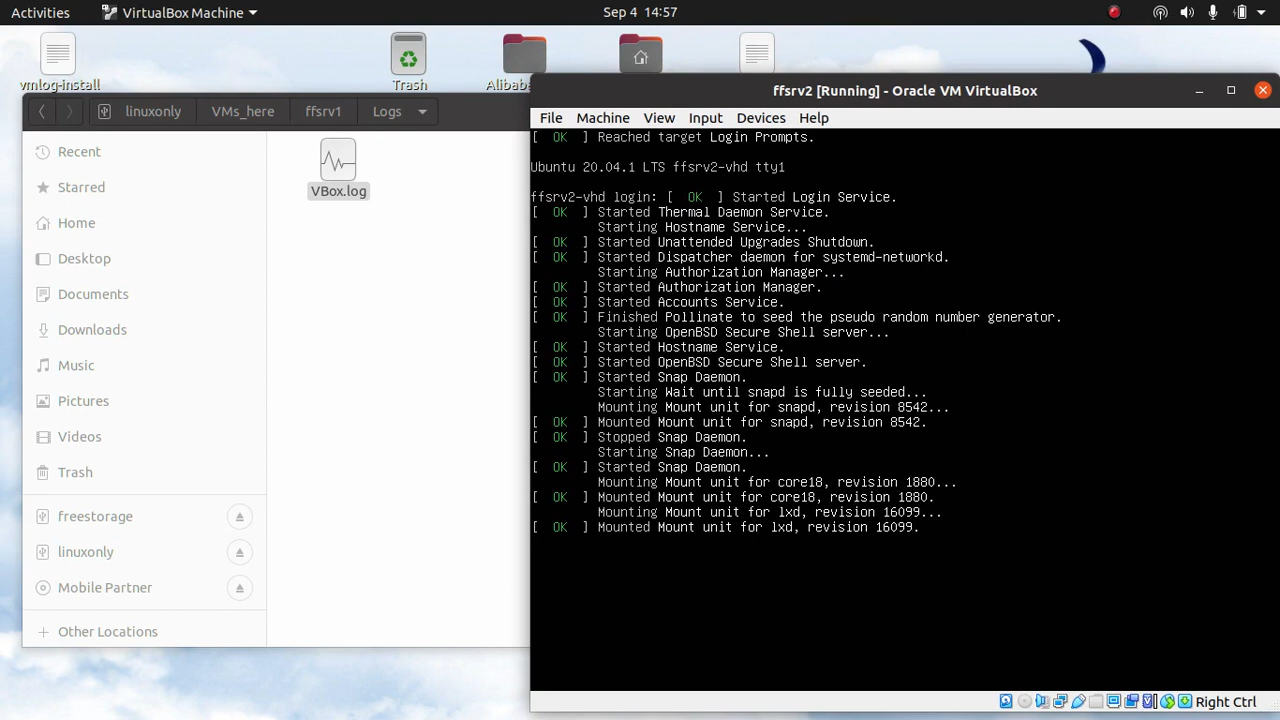 Activities
VirtualBox Machine
Sep 4 14:57
vmlog-install
Trash
Alibaba
linuxonly
VMs_here
ffsrv1
Logs
Recent
Starred
Home
Desktop
Documents
Downloads
Music
Pictures
Videos
Trash
freestorage
linuxonly
Mobile Partner
Other Locations
VBox.log
ffsrv2 [Running] - Oracle VM VirtualBox
File Machine View Input Devices Help
[ OK ] Reached target Login Prompts.
Ubuntu 20.04.1 LTS ffsrv2-vhd tty1
ffsrv2-vhd login: [ OK ] Started Login Service.
[ OK ] Started Thermal Daemon Service.
Starting Hostname Service...
[ OK ] Started Unattended Upgrades Shutdown.
[ OK ] Started Dispatcher daemon for systemd-networkd.
Starting Authorization Manager...
[ OK ] Started Authorization Manager.
[ OK ] Started Accounts Service.
[ OK ] Finished Pollinate to seed the pseudo random number generator.
Starting OpenBSD Secure Shell server...
[ OK ] Started Hostname Service.
[ OK ] Started OpenBSD Secure Shell server.
[ OK ] Started Snap Daemon.
Starting Wait until snapd is fully seeded...
Mounting Mount unit for snapd, revision 8542...
[ OK ] Mounted Mount unit for snapd, revision 8542.
[ OK ] Stopped Snap Daemon.
Starting Snap Daemon...
[ OK ] Started Snap Daemon.
Mounting Mount unit for core18, revision 1880...
[ OK ] Mounted Mount unit for core18, revision 1880.
Mounting Mount unit for lxd, revision 16099...
[ OK ] Mounted Mount unit for lxd, revision 16099.
Right Ctrl